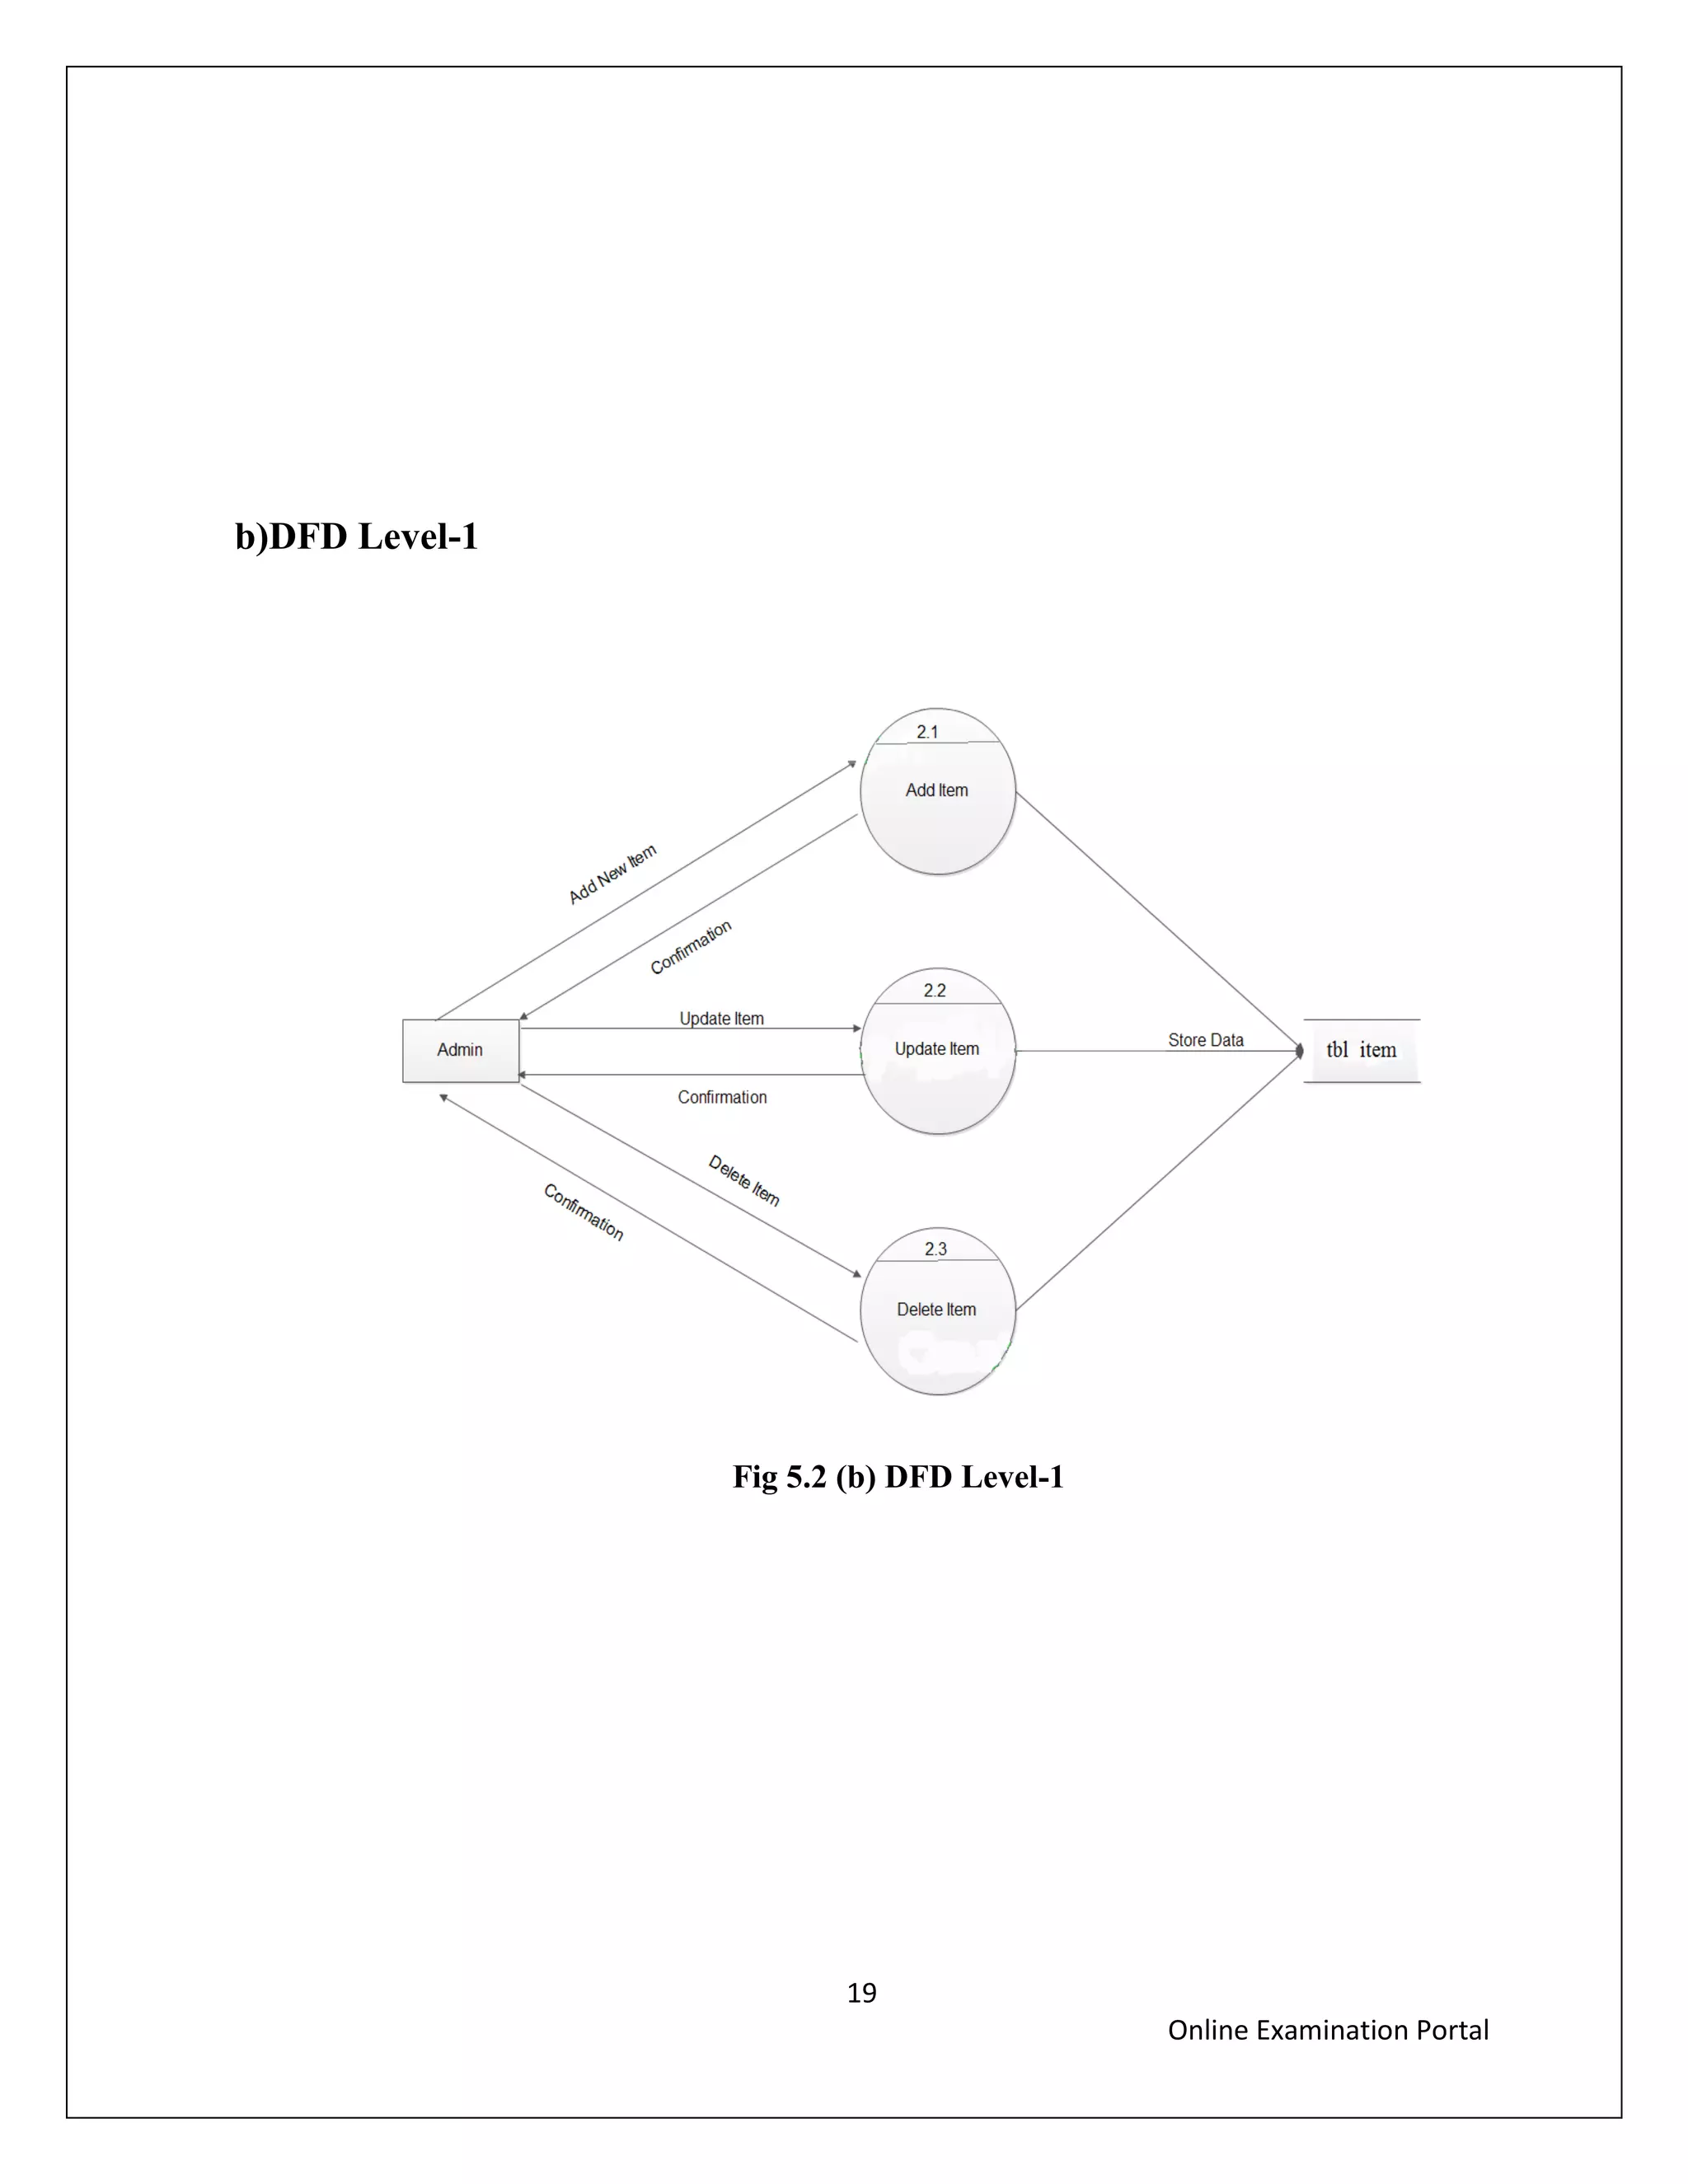 b)DFD Level-1
2.1
Add Item
Add New Item
Confirmation
2.2
Update Item
Update Item
Admin
Store Data
tbl item
Confirmation
Delete Item
Confirmation
2.3
Delete Item
Fig 5.2 (b) DFD Level-1
19
Online Examination Portal